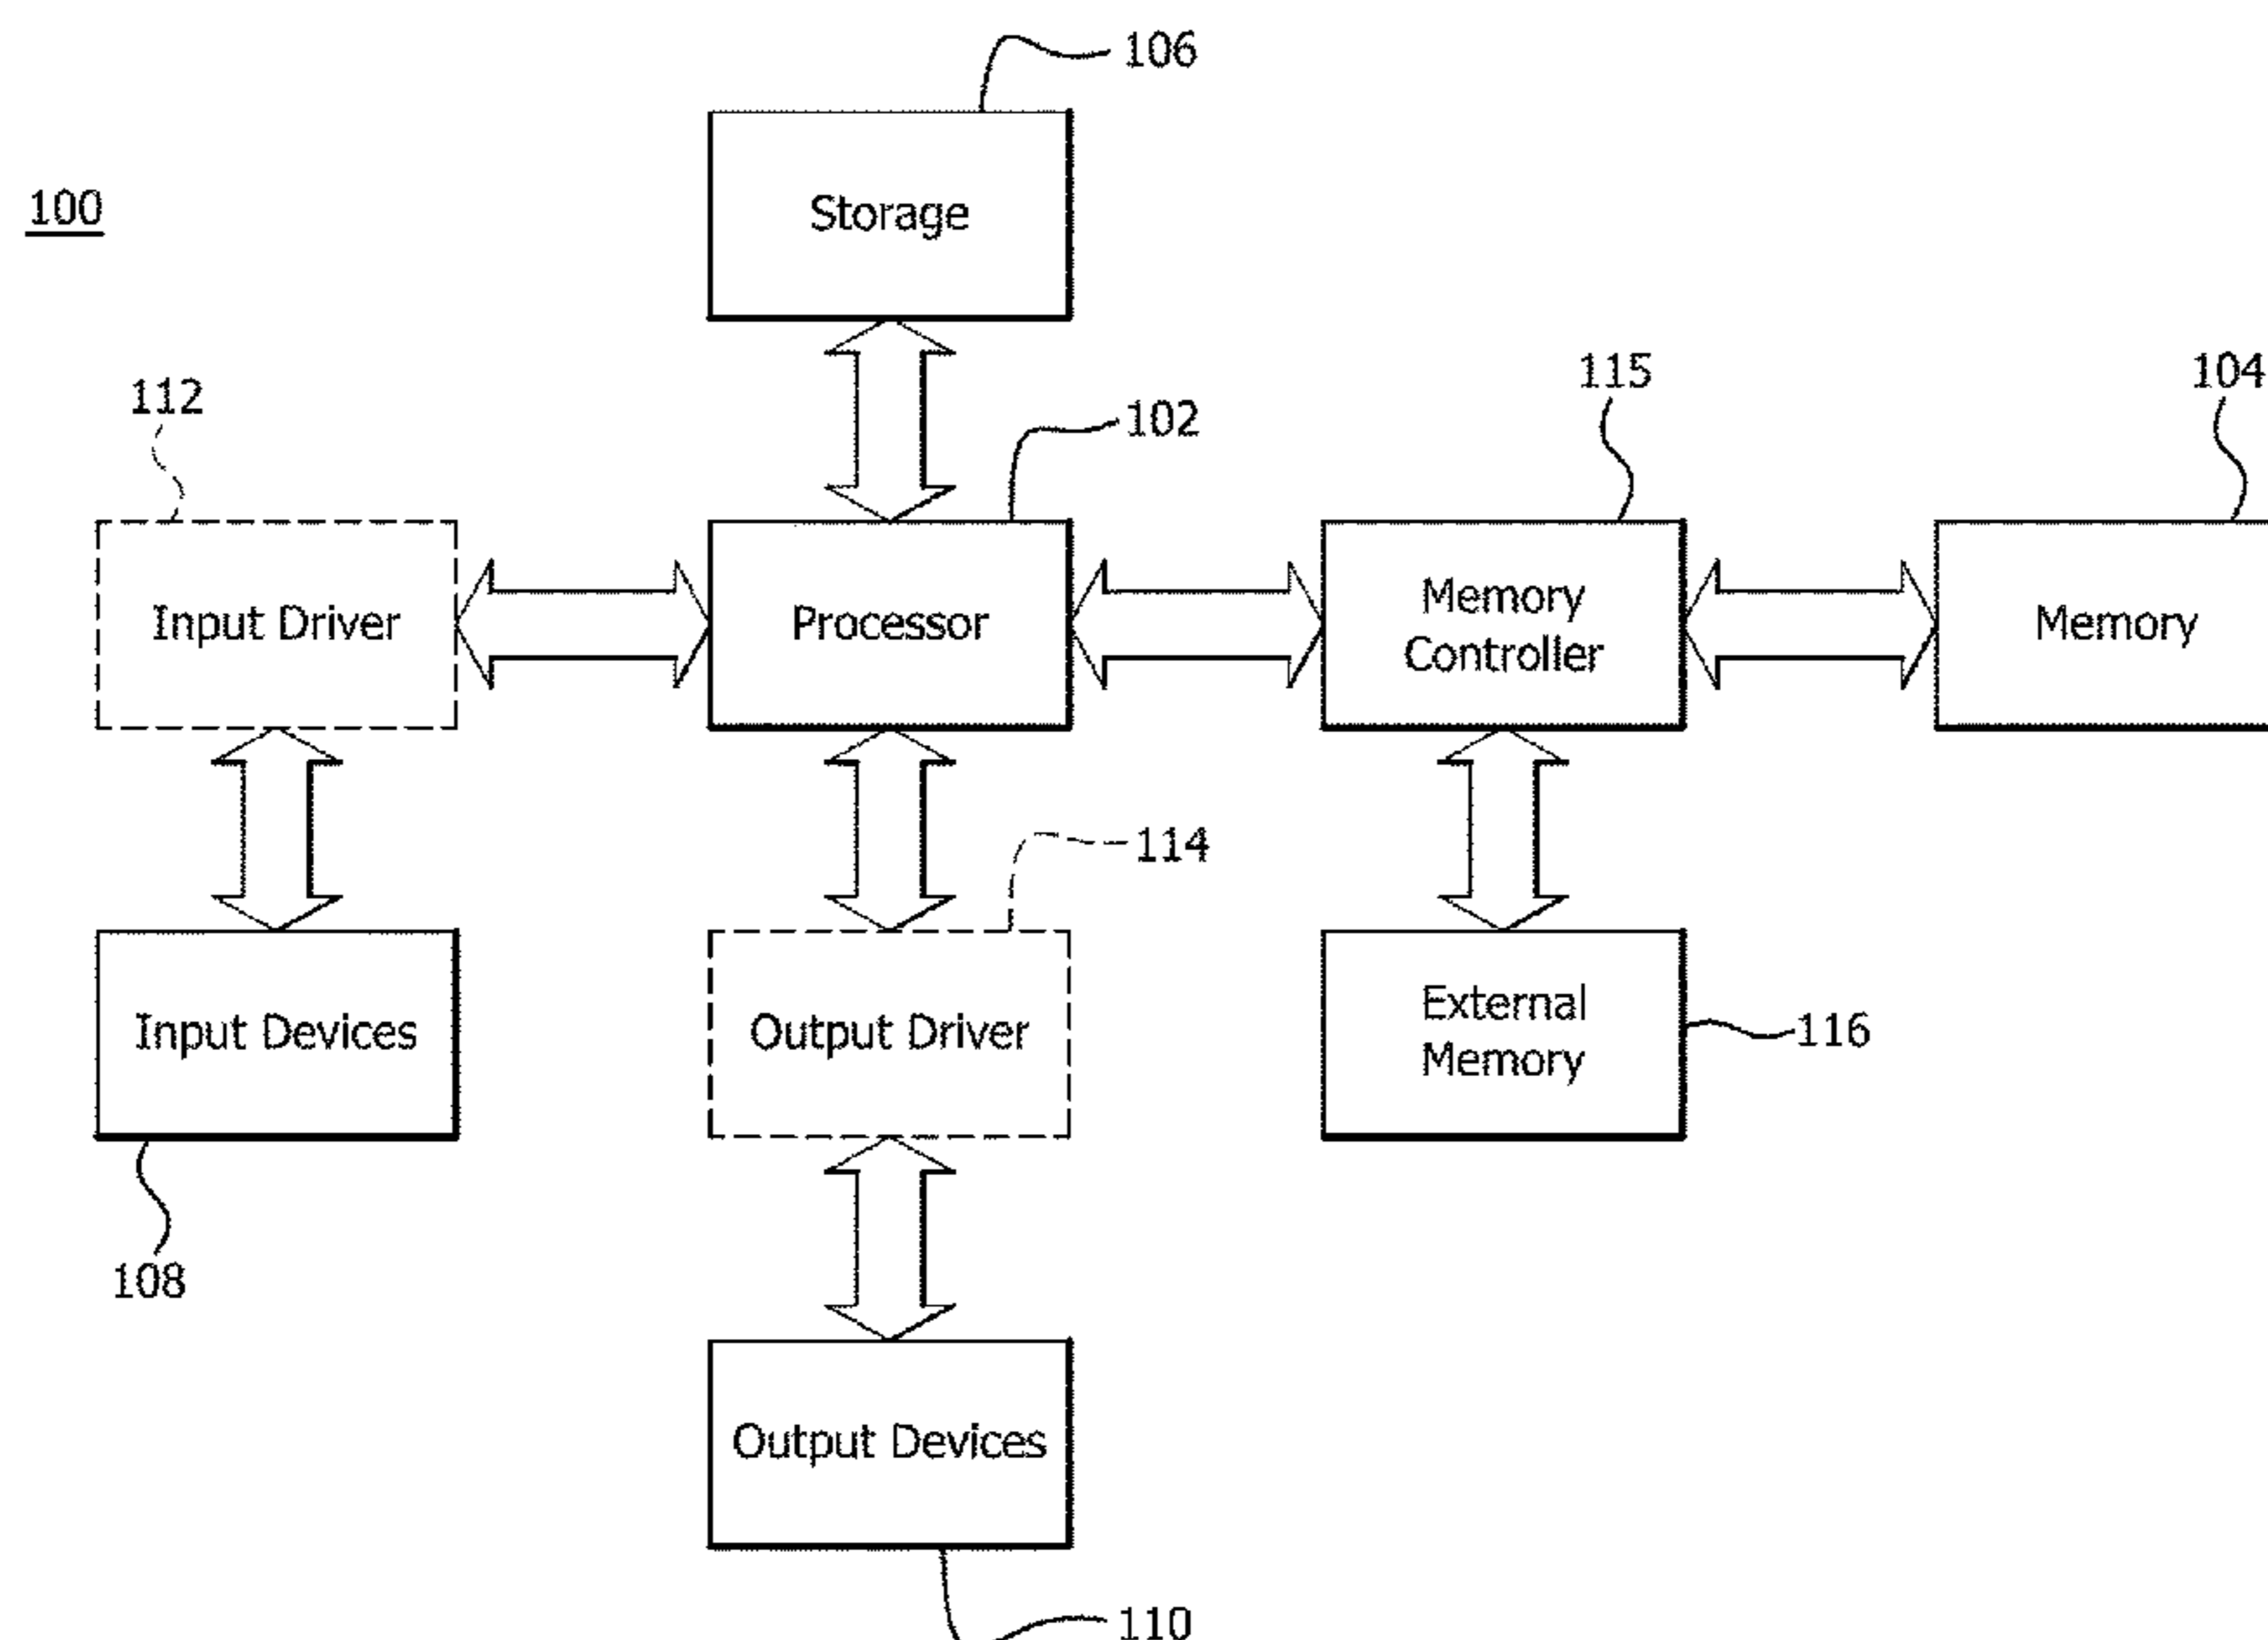 106
100
Storage
112
102
115
104
Input Driver
Processor
Memory
Controller
Memory
114
Input Devices
Output Driver
External
Memory
116
108
Output Devices
110